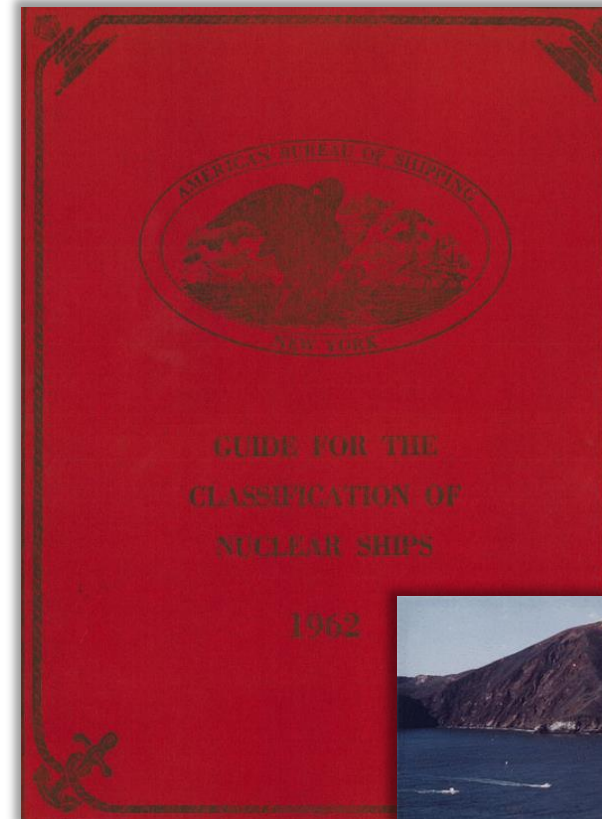 AMERICAN BUREAU OF SHIPPING
NEW YORK
GUIDE FOR THE
CLASSIFICATION OF
NUCLEAR SHIPS
1962